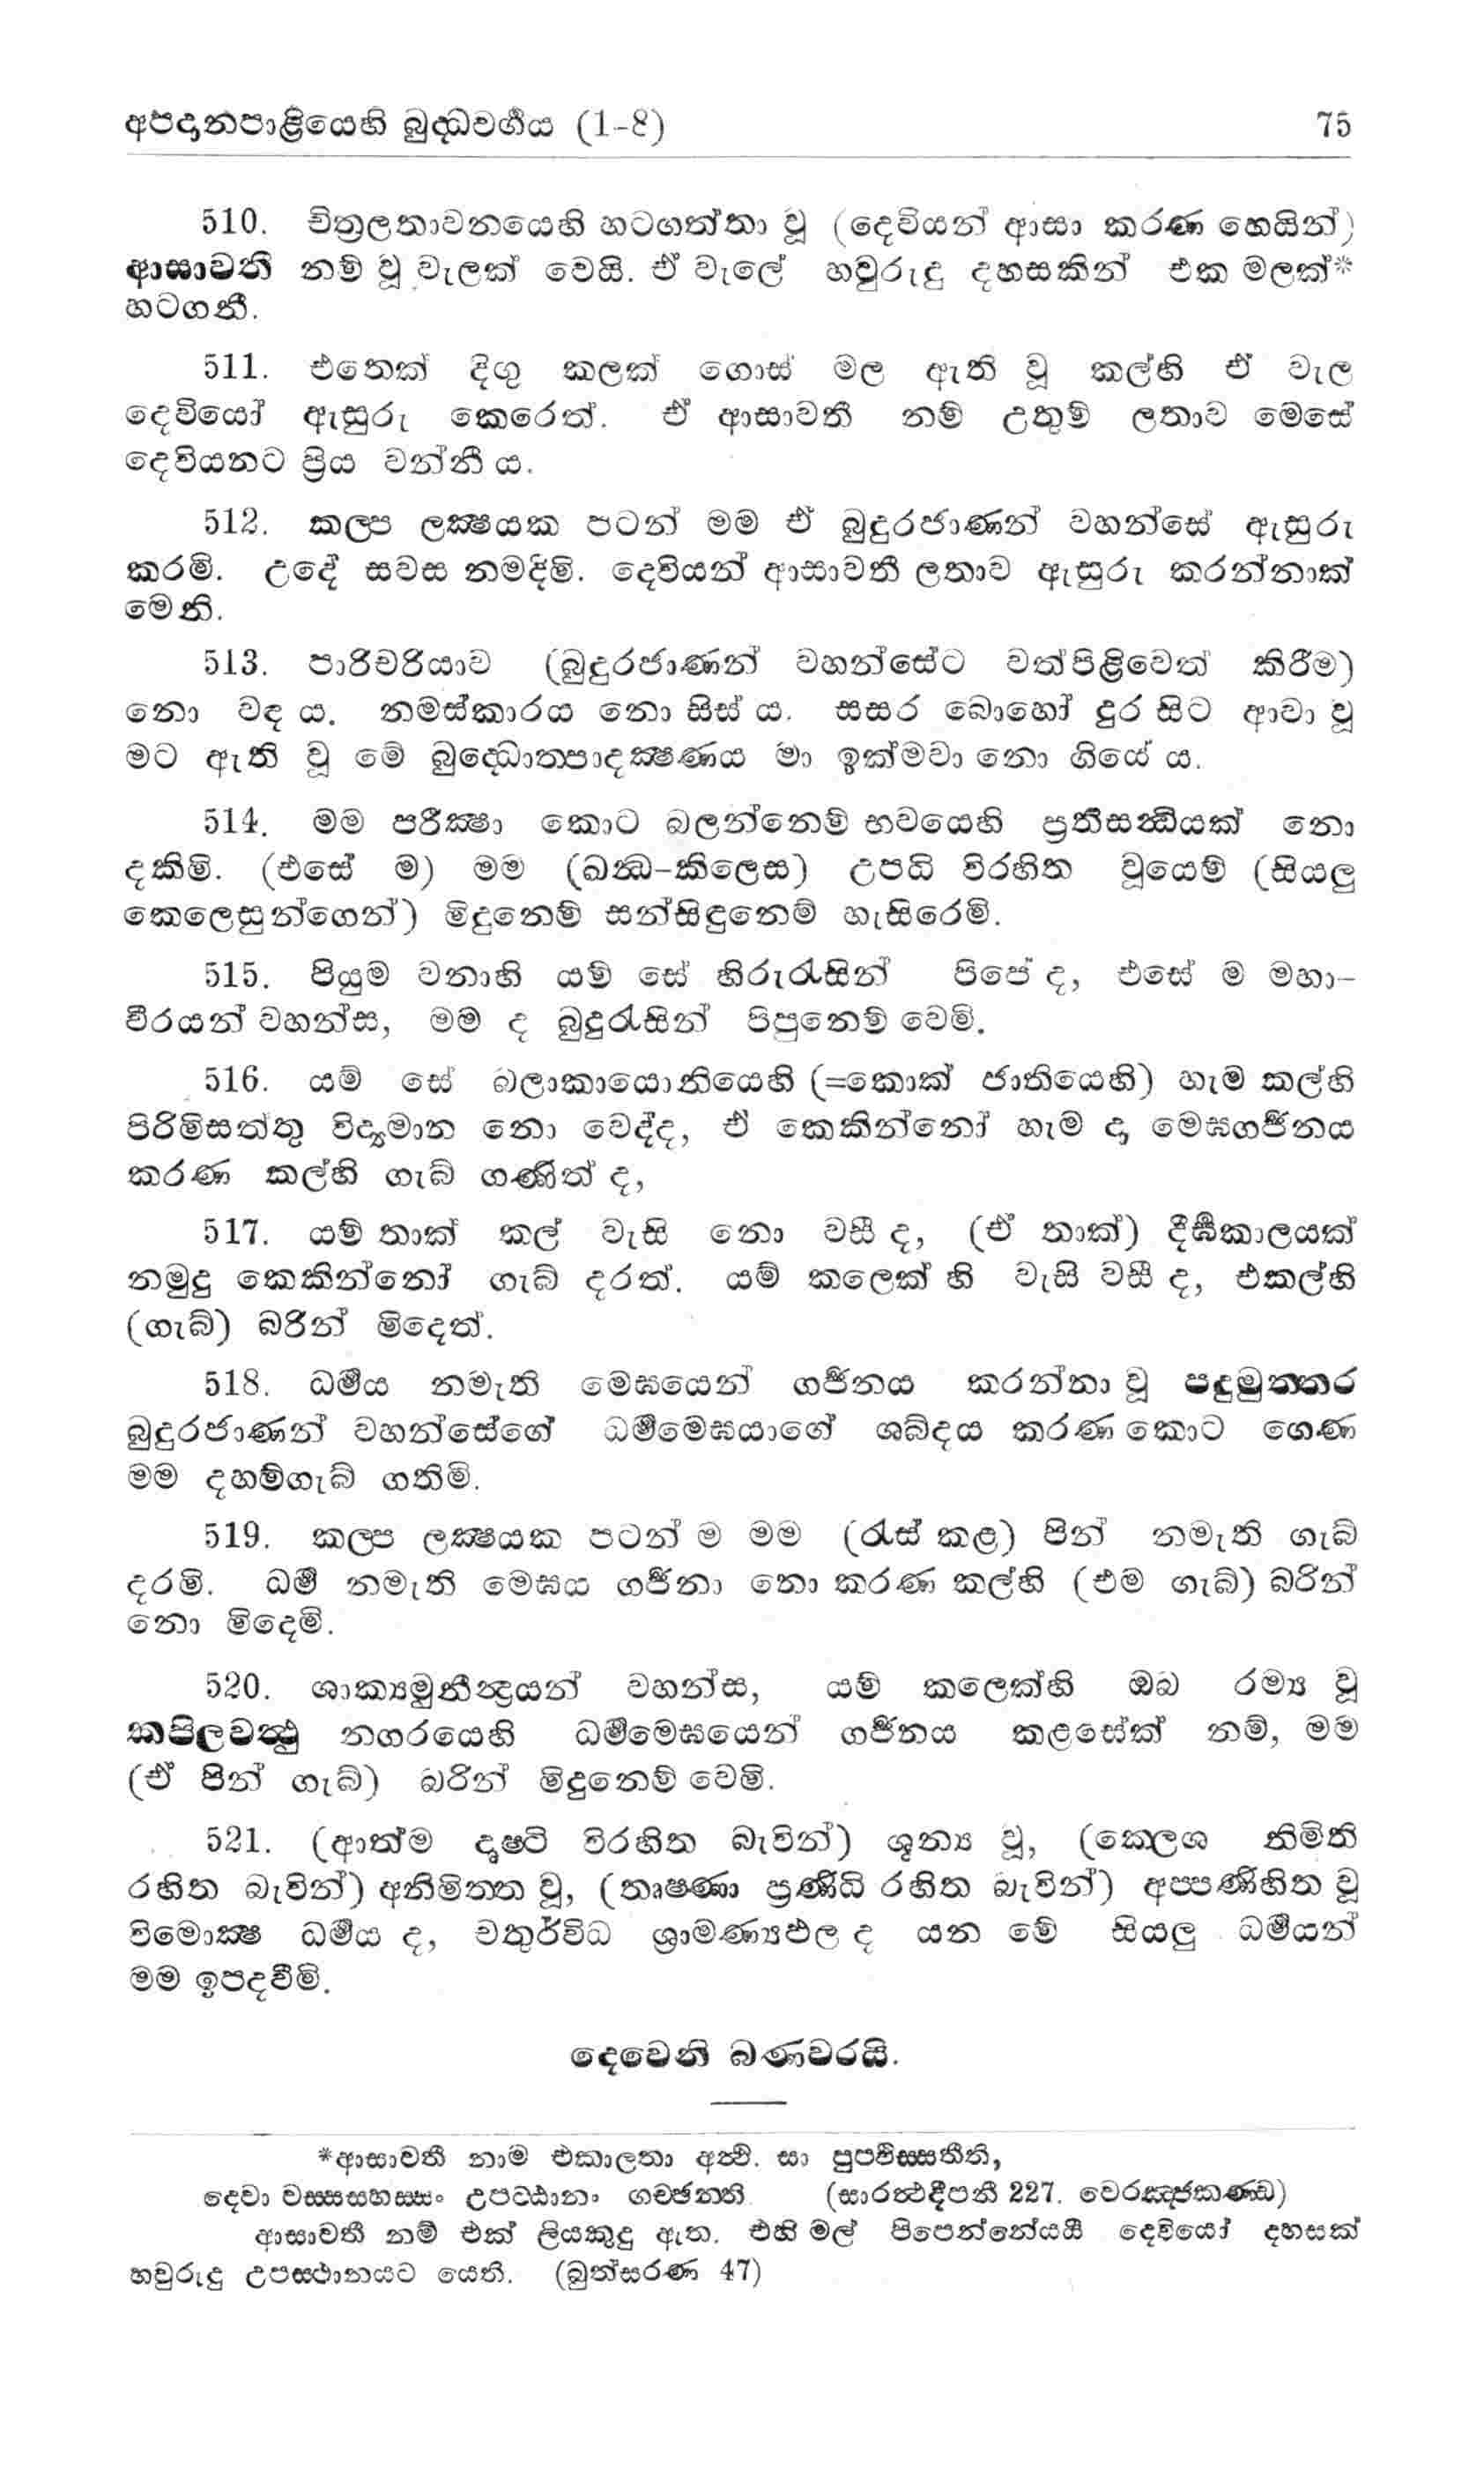 අපදානපාළියෙහි බුද්ධවර්‍ගය (1-8) 75
510. චිත්‍රලතාවනයෙහි හටගත්තා වූ (දෙවියන් ආසා කරණ හෙයින්)
ආසාවතී නම් වූ වැලක් වෙයි. ඒ වැලේ හවුරුදු දහසකින් එක මලක්*
හටගනී.
511. එතෙක් දිගු කලක් ගොස් මල ඇති වූ කල්හි ඒ වැල
දෙවියෝ ඇසුරු කෙරෙත්. ඒ ආසාවතී නම් උතුම් ලතාව මෙසේ
දෙවියනට ප්‍රිය වන්නී ය.
512. කල්ප ලක්‍ෂයක පටන් මම ඒ බුදුරජාණන් වහන්සේ ඇසුරු
කරමි. උදේ සවස නමදිමි. දෙවියන් ආසාවතී ලතාව ඇසුරු කරන්නාක්
මෙනි.
513. පාරිචරියාව (බුදුරජාණන් වහන්සේට වත්පිළිවෙත් කිරීම)
නො වඳ ය. නමස්කාරය නො සිස් ය. සසර බොහෝ දුර සිට ආවා වූ
මට ඇති වූ මේ බුද්ධොත්පාදක්‍ෂණය මා ඉක්මවා නො ගියේ ය.
514. මම පරීක්‍ෂා කොට බලන්නෙම් භවයෙහි ප්‍රතිසන්ධියක් නො
දකිමි. (එසේ ම) මම (ඛන්ධ-කිලෙස) උපධි විරහිත වූයෙම් (සියලු
කෙලෙසුන්ගෙන්) මිදුනෙම් සන්සිඳුනෙම් හැසිරෙමි.
515. පියුම වනාහි යම් සේ හිරුරැසින් පිපේ ද, එසේ ම මහා-
වීරයන් වහන්ස, මම ද බුදුරැසින් පිපුනෙම් වෙමි.
516. යම් සේ බලාකායොනියෙහි (=කොක් ජාතියෙහි) හැම කල්හි
පිරිමිසත්තු විද්‍යමාන නො වෙද්ද, ඒ කෙකින්නෝ හැම දා, මෙඝගර්‍ජනය
කරණ කල්හි ගැබ් ගණිත් ද,
517. යම් තාක් කල් වැසි නො වසී ද, (ඒ තාක්) දීර්‍ඝකාලයක්
නමුදු කෙකින්නෝ ගැබ් දරත්. යම් කලෙක් හි වැසි වසී ද, එකල්හි
(ගැබ්) බරින් මිදෙත්.
518. ධර්‍මය නමැති මෙඝයෙන් ගර්‍ජනය කරන්නා වූ පදුමුත්තර
බුදුරජාණන් වහන්සේගේ ධර්‍මමෙඝයාගේ ශබ්දය කරණ කොට ගෙණ
මම දහම්ගැබ් ගතිමි.
519. කල්ප ලක්‍ෂයක පටන් ම මම (රැස් කළ) පින් නමැති ගැබ්
දරමි. ධර්‍ම නමැති මෙඝය ගර්‍ජනා නො කරණ කල්හි (එම ගැබ්) බරින්
නො මිදෙමි.
520. ශාක්‍යමුනීන්‍ද්‍රයන් වහන්ස, යම් කලෙක්හි ඔබ රම්‍ය වූ
කපිලවත්‍ථු නගරයෙහි ධර්‍මමෙඝයෙන් ගර්‍ජනය කළසේක් නම්, මම
(ඒ පින් ගැබ්) බරින් මිදුනෙම් වෙමි.
521. (ආත්ම දෘෂ්ටි විරහිත බැවින්) ශූන්‍ය වූ, (ක්ලෙශ නිමිති
රහිත බැවින්) අනිමිත්ත වූ, (තෘෂ්ණා ප්‍රණිධි රහිත බැවින්) අප්පණිහිත වූ
විමොක්‍ෂ ධර්‍මය ද, චතුර්විධ ශ්‍රාමණ්‍යඵල ද යන මේ සියලු ධර්‍මයන්
මම ඉපදවීමි.
දෙවෙනි බණවරයි.
*ආසාවතී නාම එකාලතා අත්‍ථි. සා පුප්ඵිස්සතීති,
දෙවා වස්සසහස්සං උපට්ඨානං ගච්ඡන්ති. (සාරත්‍ථදීපනී 227. වෙරඤ්ජකණ්ඩ)
ආසාවතී නම් එක් ලියකුදු ඇත. එහි මල් පිපෙන්නේයයී දෙවියෝ දහසක්
හවුරුදු උපස්ථානයට යෙති. (බුත්සරණ 47)